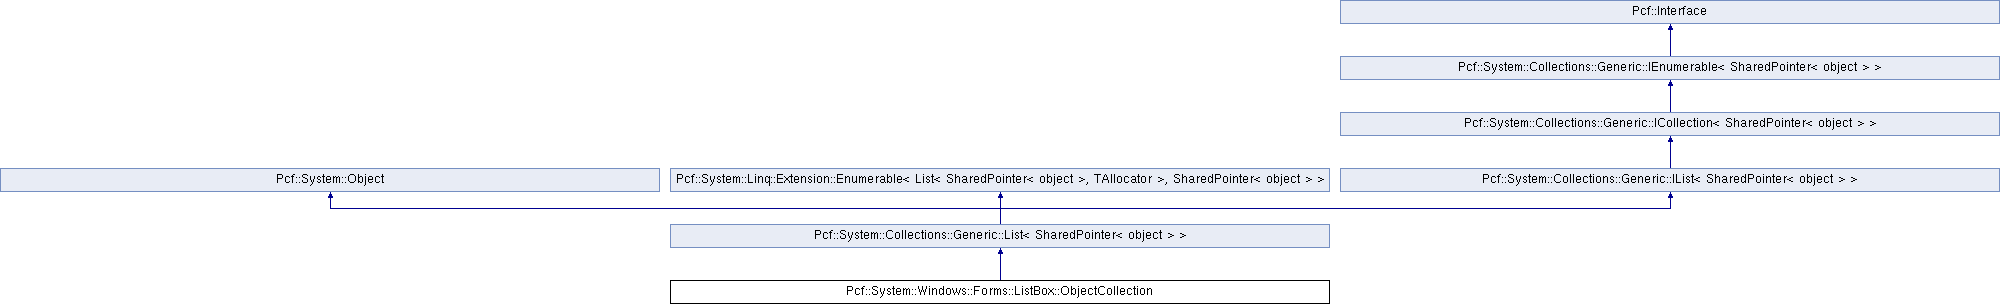 Pcf::Interface
Pcf::System::Collections::Generic::IEnumerable< SharedPointer< object > >
Pcf::System::Collections::Generic::ICollection< SharedPointer< object > >
Pcf::System::Object
Pcf::System::Linq::Extension::Enumerable< List< SharedPointer< object >, TAllocator >, SharedPointer< object > >
Pcf::System::Collections::Generic::IList< SharedPointer< object > >
Pcf::System::Collections::Generic::List< SharedPointer< object > >
Pcf::System::Windows::Forms::ListBox::ObjectCollection